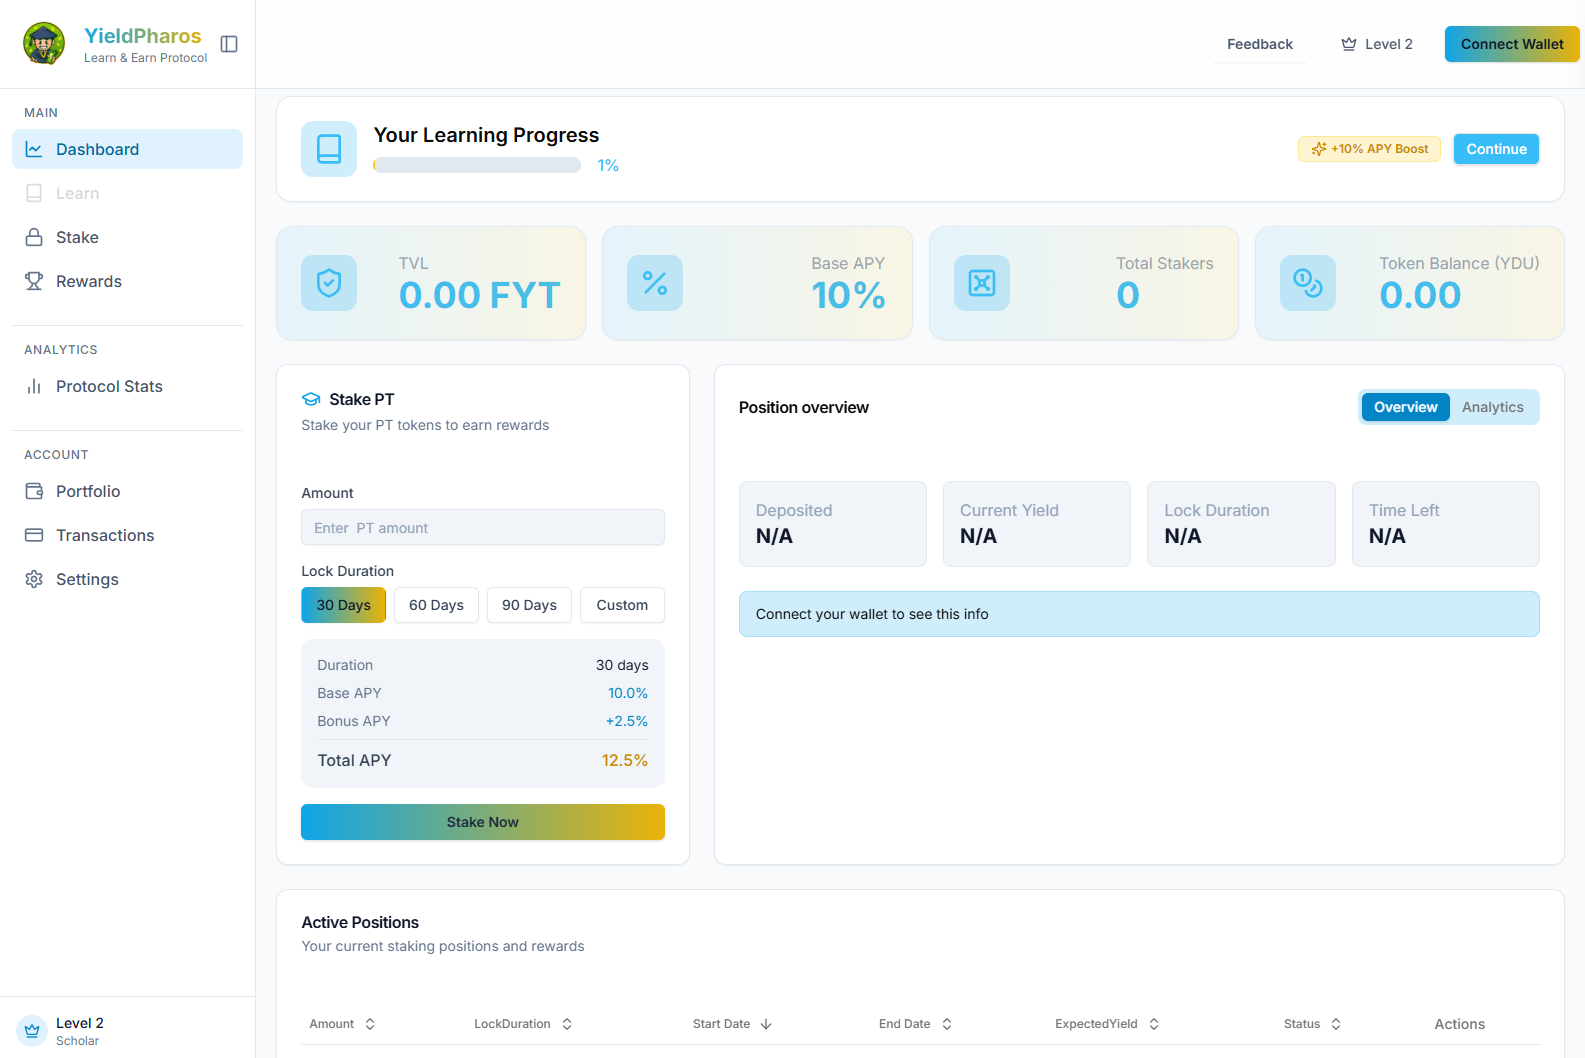 YieldPharos
Learn & Earn Protocol
Feedback
Level 2
Connect Wallet
MAIN
Dashboard
Learn
Stake
Rewards
ANALYTICS
Protocol Stats
ACCOUNT
Portfolio
Transactions
Settings
Level 2
Scholar
Your Learning Progress
1%
+10% APY Boost
Continue
TVL
0.00 FYT
Base APY
10%
Total Stakers
0
Token Balance (YDU)
0.00
Stake PT
Stake your PT tokens to earn rewards
Amount
Enter PT amount
Lock Duration
30 Days 60 Days 90 Days Custom
Duration 30 days
Base APY 10.0%
Bonus APY +2.5%
Total APY 12.5%
Stake Now
Position overview
Overview Analytics
Deposited
N/A
Current Yield
N/A
Lock Duration
N/A
Time Left
N/A
Connect your wallet to see this info
Active Positions
Your current staking positions and rewards
Amount LockDuration Start Date End Date ExpectedYield Status Actions